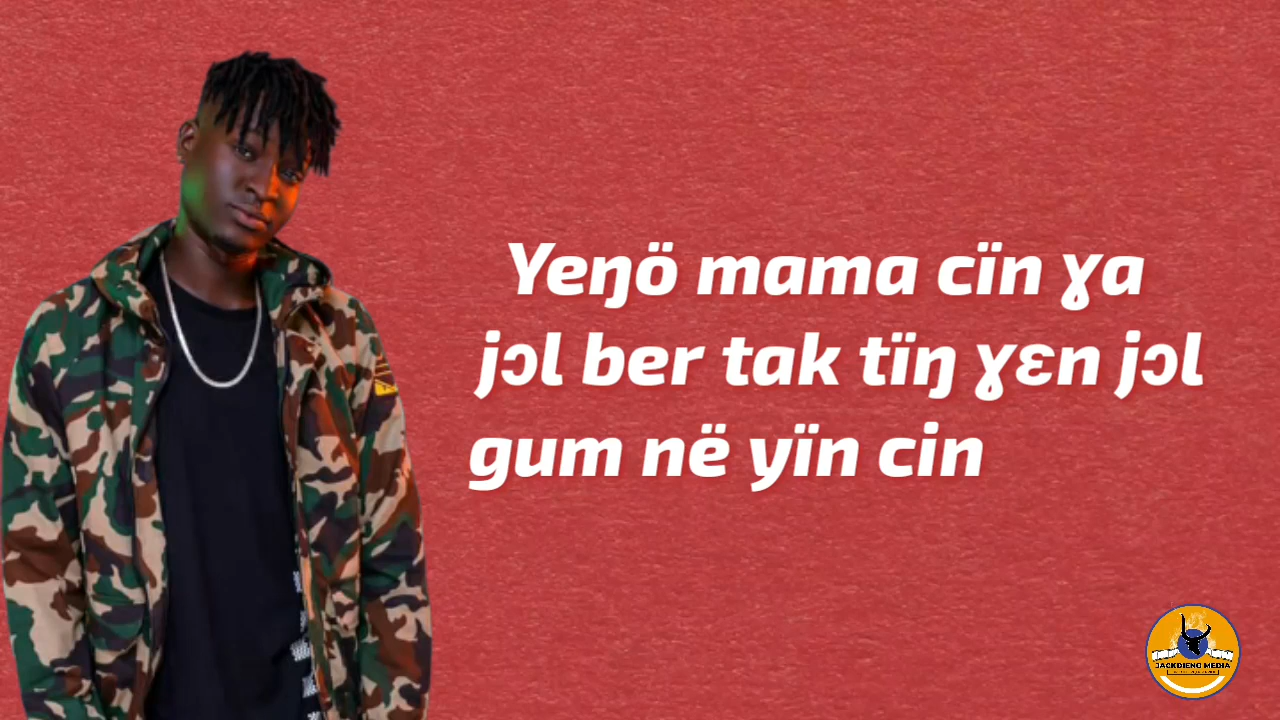 Yeŋö mama cïn ɣa
jɔl ber tak tïŋ ɣɛn jɔl
gum në yïn cin
JACKDIENG MEDIA